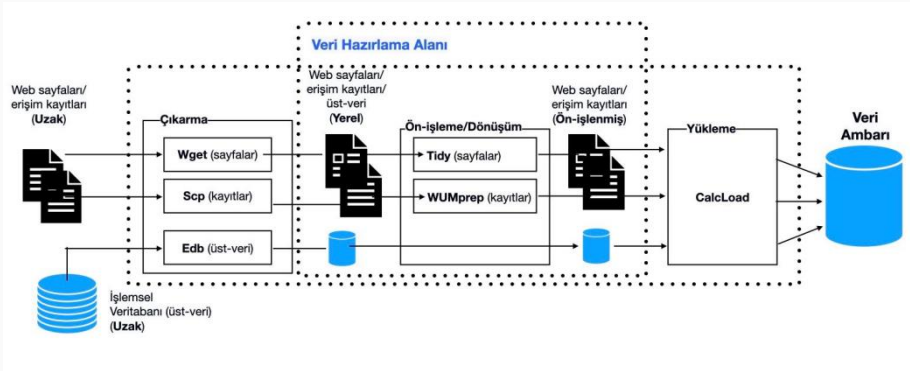 Veri Hazırlama Alanı
Web sayfaları/
erişim kayıtları
(Uzak)
Çıkarma
Wget (sayfalar)
Scp (kayıtlar)
Edb (üst-veri)
İşlemsel
Veritabanı (üst-veri)
(Uzak)
Web sayfaları/
erişim kayıtları/
üst-veri
(Yerel)
Ön-işleme/Dönüşüm
Tidy (sayfalar)
WUMprep (kayıtlar)
Web sayfaları/
erişim kayıtları
(Ön-işlenmiş)
Yükleme
CalcLoad
Veri
Ambarı